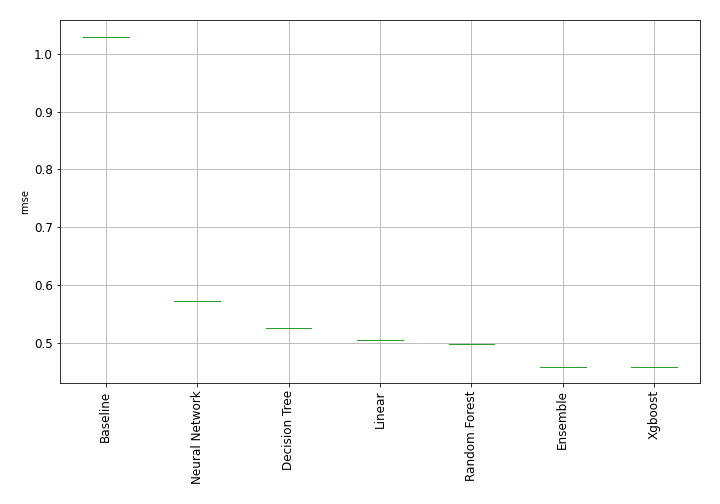 1.0
0.9
0.8
0.7
0.6
0.5
rmse
Baseline
Neural Network
Decision Tree
Linear
Random Forest
Ensemble
Xgboost